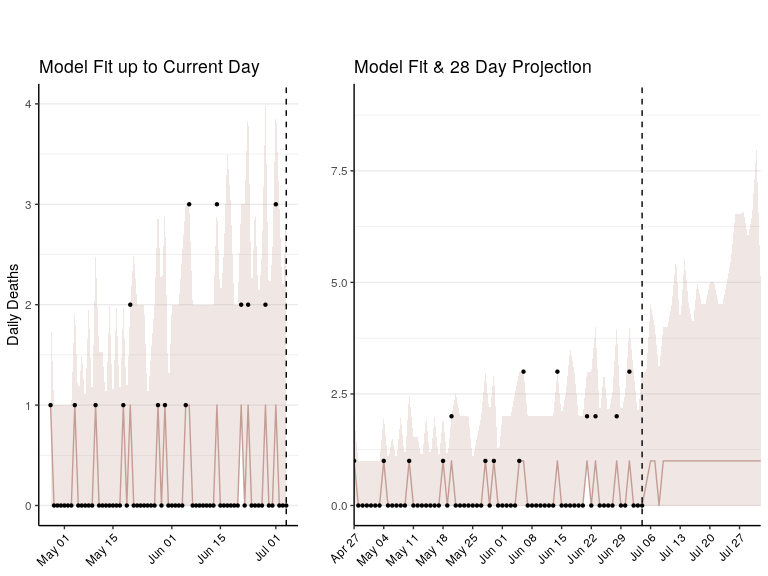 Model Fit up to Current Day
Daily Deaths
4
3
2
1
0
May 01
May 15
Jun 01
Jun 15
Jul 01
Model Fit & 28 Day Projection
7.5
5.0
2.5
0.0
Apr 27
May 04
May 11
May 18
May 25
Jun 01
Jun 08
Jun 15
Jun 22
Jun 29
Jul 06
Jul 13
Jul 20
Jul 27